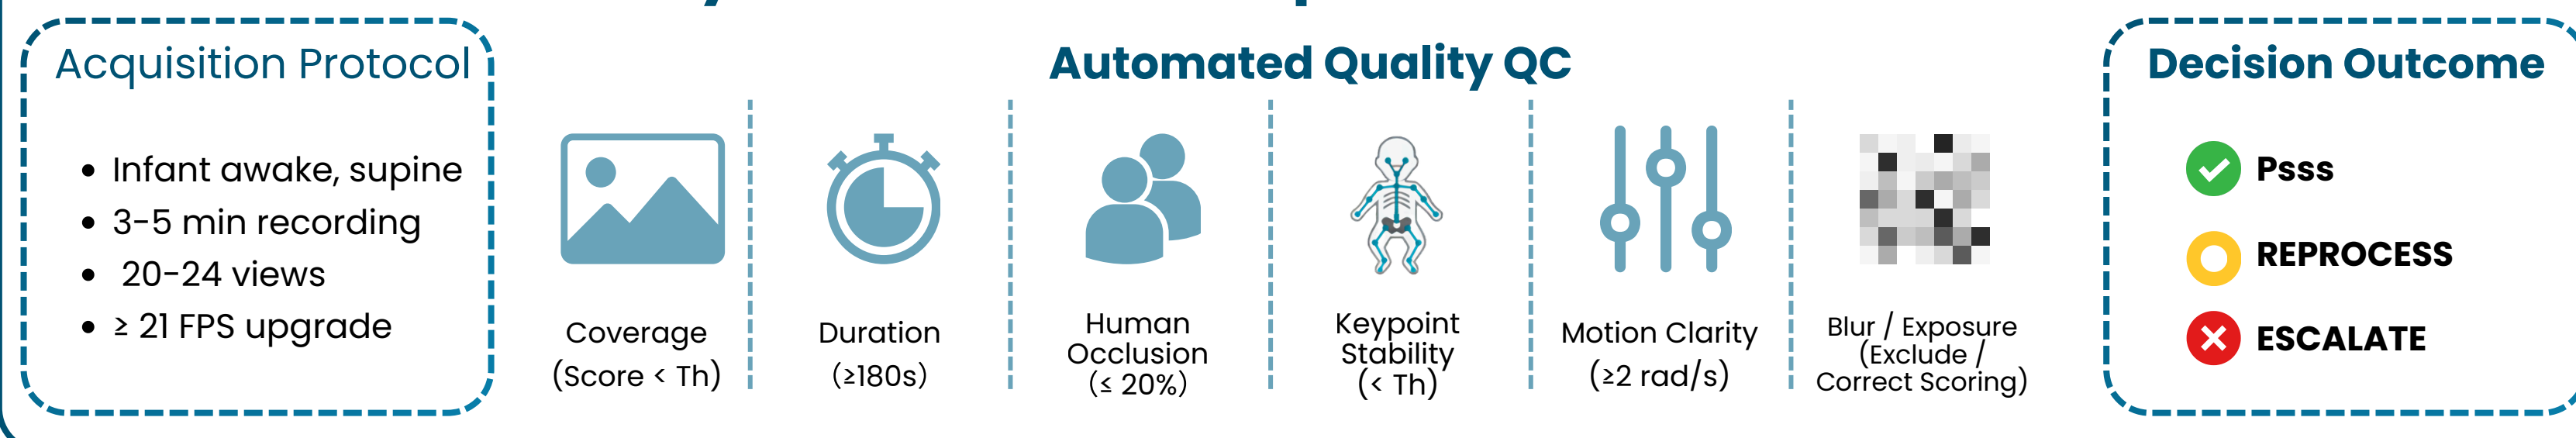 Acquisition Protocol
• Infant awake, supine
• 3-5 min recording
• 20-24 views
• ≥ 21 FPS upgrade
Automated Quality QC
Coverage
(Score < Th)
Duration
(≥180s)
Human
Occlusion
(≤ 20%)
Keypoint
Stability
(< Th)
Motion Clarity
(≥2 rad/s)
Blur / Exposure
(Exclude /
Correct Scoring)
Decision Outcome
Psss
REPROCESS
ESCALATE